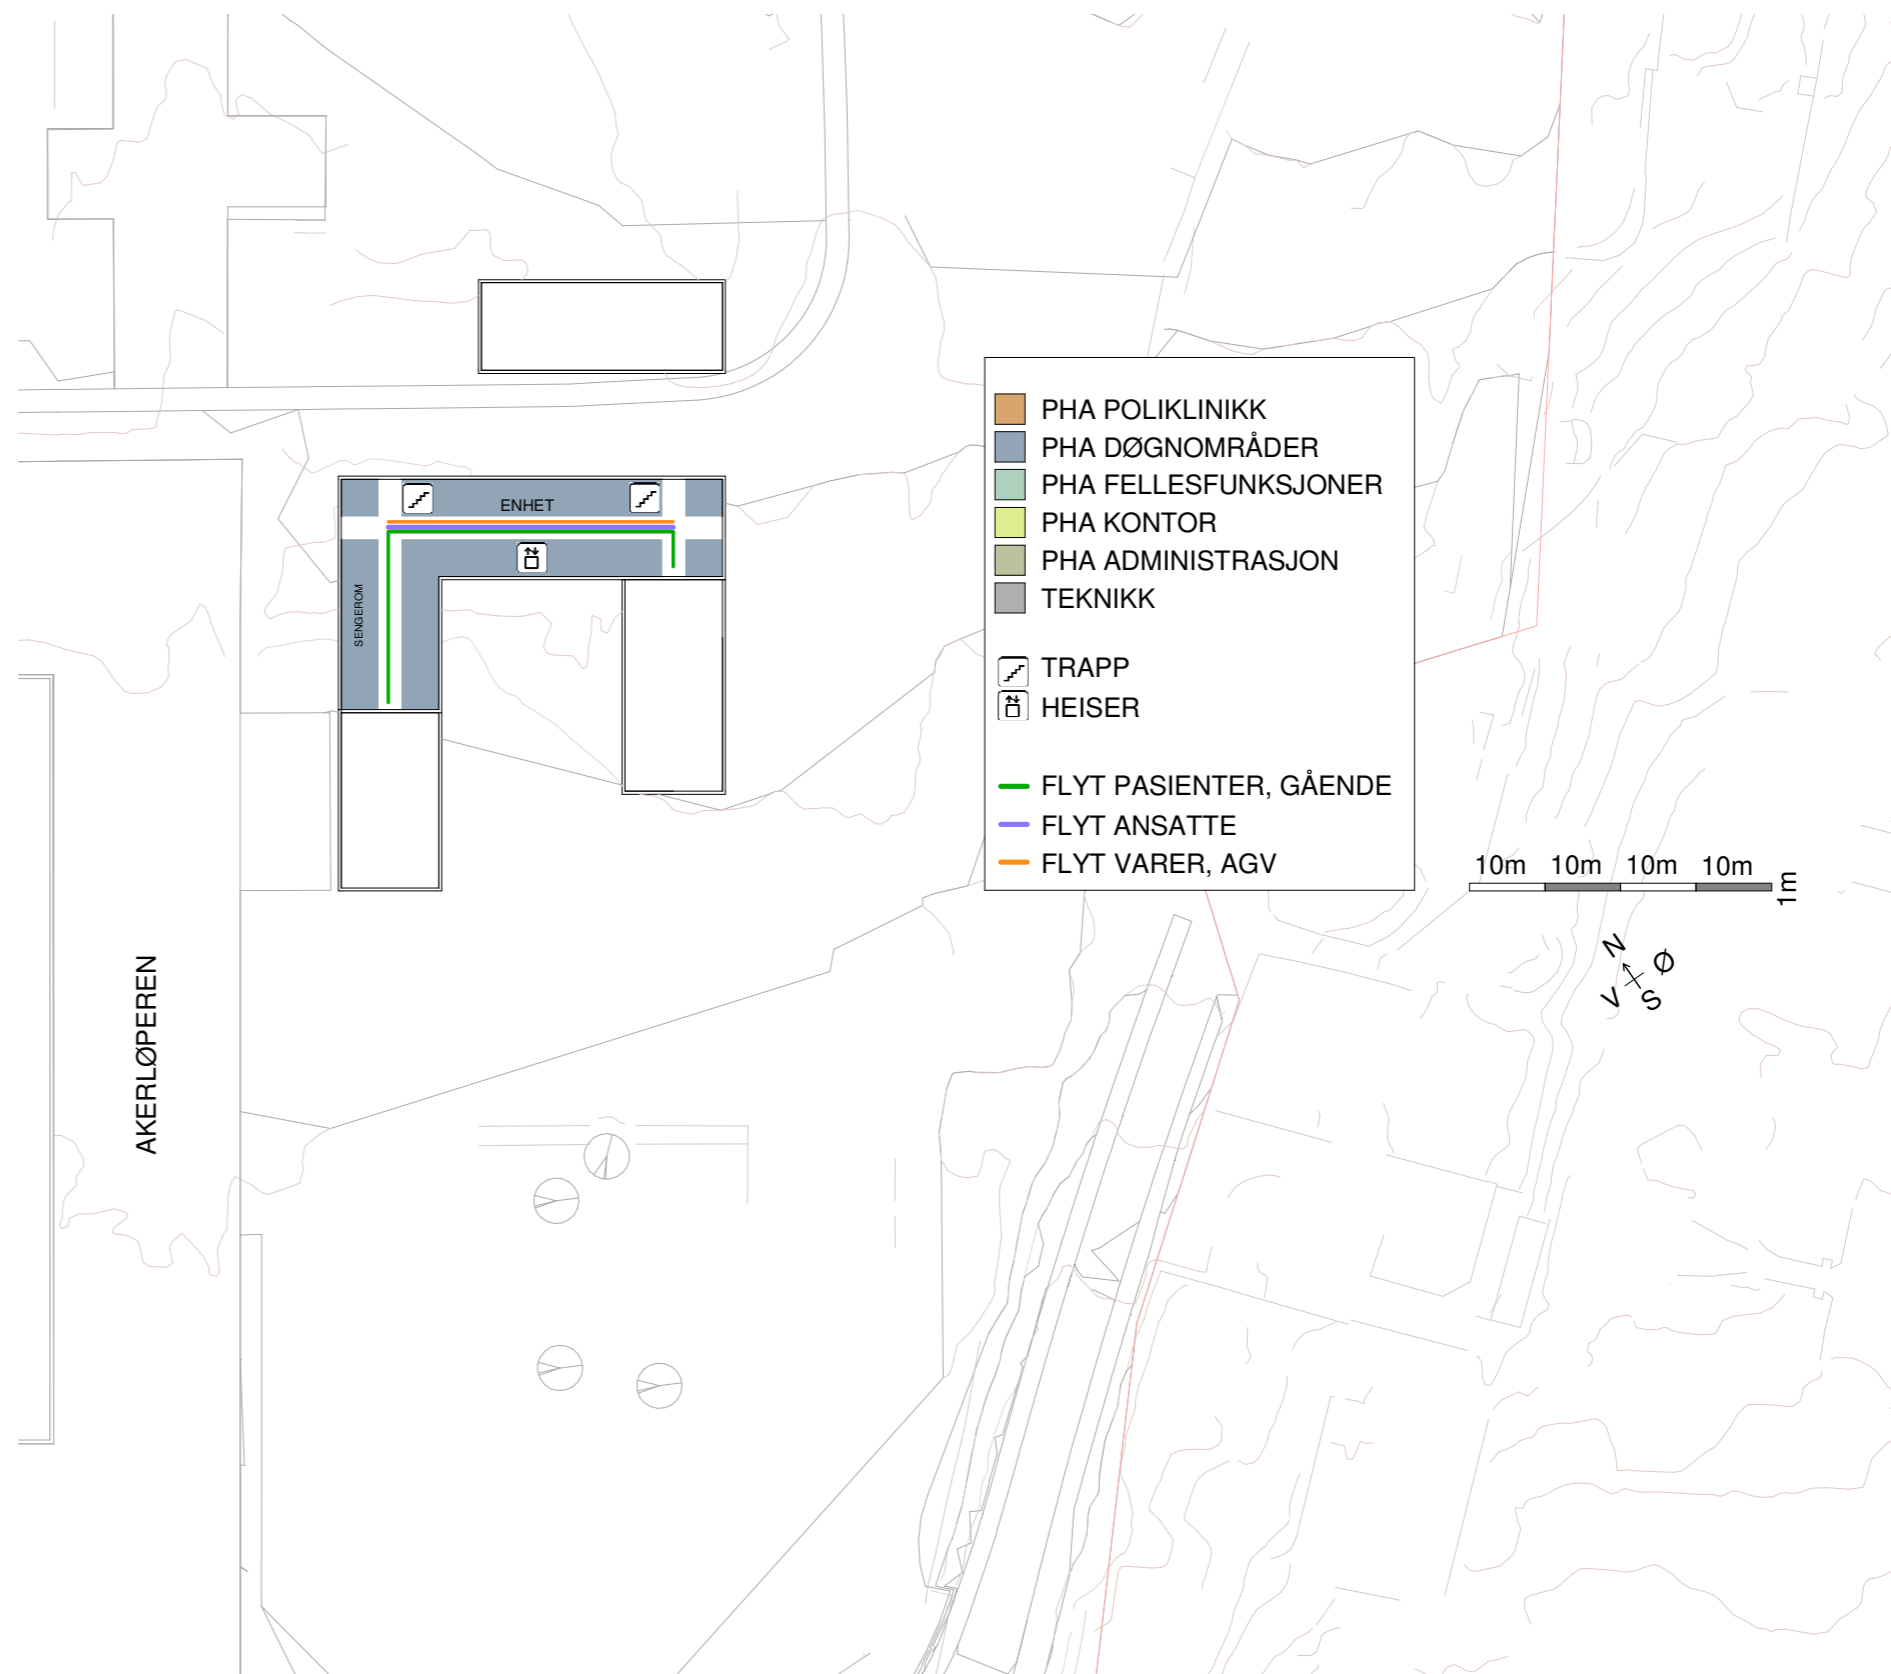 ENHET
SENGEROM
AKERLØPEREN
PHA POLIKLINIKK
PHA DØGNOMRÅDER
PHA FELLESFUNKSJONER
PHA KONTOR
PHA ADMINISTRASJON
TEKNIKK
TRAPP
HEISER
FLYT PASIENTER, GÅENDE
FLYT ANSATTE
FLYT VARER, AGV
10m 10m 10m 10m
1m
N
Ø
V
S